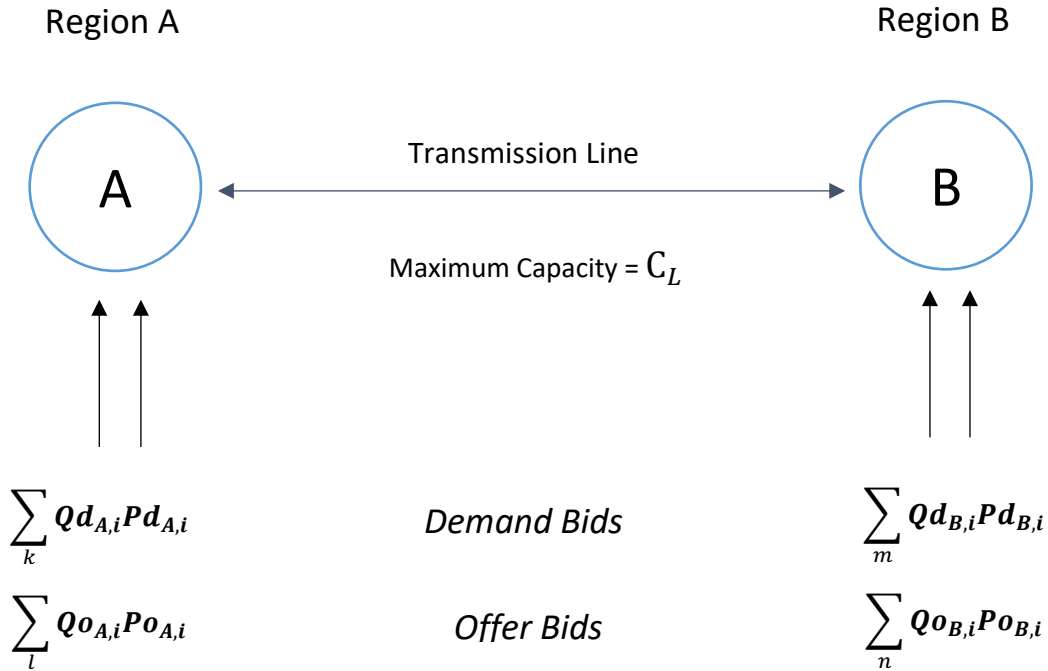 Region A
Region B
A
Transmission Line
B
Maximum Capacity = C_L
∑_k Qd_{A,i}Pd_{A,i}
Demand Bids
∑_m Qd_{B,i}Pd_{B,i}
∑_l Qo_{A,i}Po_{A,i}
Offer Bids
∑_n Qo_{B,i}Po_{B,i}